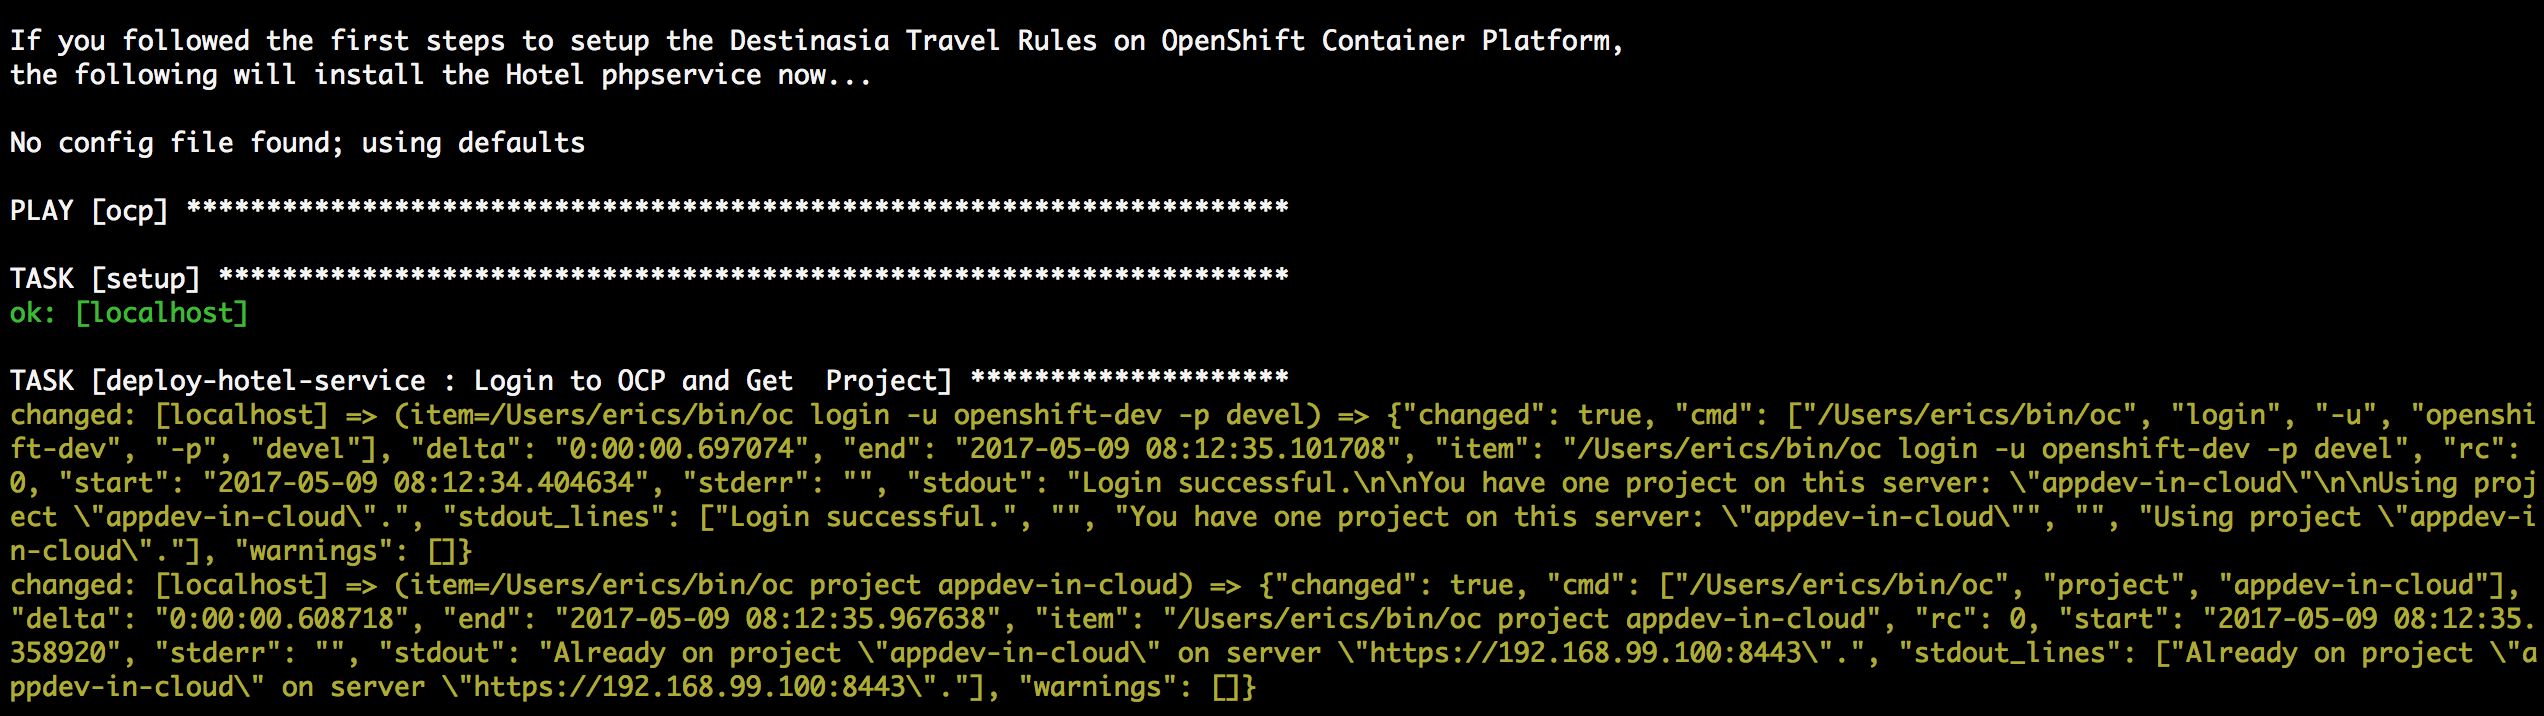 If you followed the first steps to setup the Destinasia Travel Rules on OpenShift Container Platform,
the following will install the Hotel phpservice now...
No config file found; using defaults
PLAY [ocp] *********************************************************************
TASK [setup] *******************************************************************
ok: [localhost]
TASK [deploy-hotel-service : Login to OCP and Get  Project] ********************
changed: [localhost] => (item=/Users/erics/bin/oc login -u openshift-dev -p devel) => {"changed": true, "cmd": ["/Users/erics/bin/oc", "login", "-u", "openshi
ft-dev", "-p", "devel"], "delta": "0:00:00.697074", "end": "2017-05-09 08:12:35.101708", "item": "/Users/erics/bin/oc login -u openshift-dev -p devel", "rc":
0, "start": "2017-05-09 08:12:34.404634", "stderr": "", "stdout": "Login successful.\n\nYou have one project on this server: \"appdev-in-cloud\"\n\nUsing proj
ect \"appdev-in-cloud\".", "stdout_lines": ["Login successful.", "", "You have one project on this server: \"appdev-in-cloud\"", "", "Using project \"appdev-i
n-cloud\"."], "warnings": []}
changed: [localhost] => (item=/Users/erics/bin/oc project appdev-in-cloud) => {"changed": true, "cmd": ["/Users/erics/bin/oc", "project", "appdev-in-cloud"],
"delta": "0:00:00.608718", "end": "2017-05-09 08:12:35.967638", "item": "/Users/erics/bin/oc project appdev-in-cloud", "rc": 0, "start": "2017-05-09 08:12:35.
358920", "stderr": "", "stdout": "Already on project \"appdev-in-cloud\" on server \"https://192.168.99.100:8443\".", "stdout_lines": ["Already on project \"a
ppdev-in-cloud\" on server \"https://192.168.99.100:8443\"."], "warnings": []}